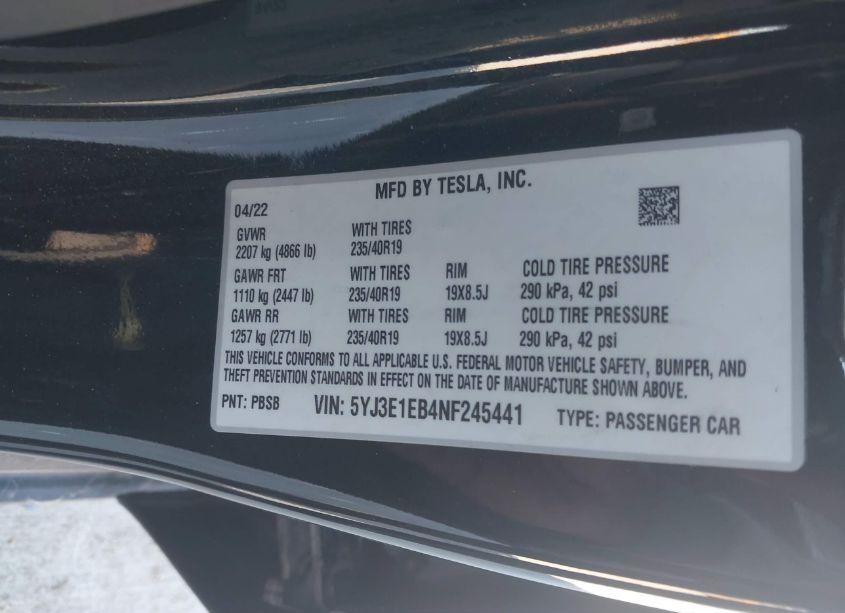 MFD BY TESLA, INC.
04/22
GVWR WITH TIRES
2207 kg (4866 lb) 235/40R19
GAWR FRT WITH TIRES RIM COLD TIRE PRESSURE
1110 kg (2447 lb) 235/40R19 19X8.5J 290 kPa, 42 psi
GAWR RR WITH TIRES RIM COLD TIRE PRESSURE
1257 kg (2771 lb) 235/40R19 19X8.5J 290 kPa, 42 psi
THIS VEHICLE CONFORMS TO ALL APPLICABLE U.S. FEDERAL MOTOR VEHICLE SAFETY, BUMPER, AND
THEFT PREVENTION STANDARDS IN EFFECT ON THE DATE OF MANUFACTURE SHOWN ABOVE.
PNT: PBSB VIN: 5YJ3E1EB4NF245441 TYPE: PASSENGER CAR